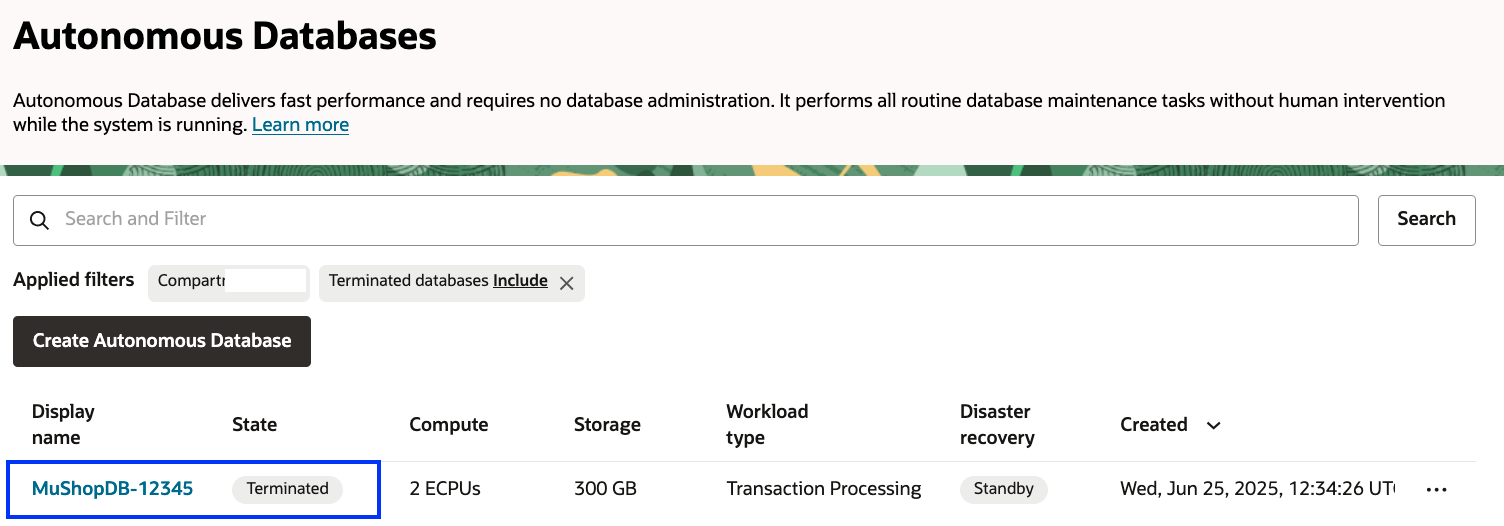 Autonomous Databases
Autonomous Database delivers fast performance and requires no database administration. It performs all routine database maintenance tasks without human intervention
while the system is running. Learn more
Search and Filter
Search
Applied filters
Terminated databases Include
Create Autonomous Database
Display name
State
Compute
Storage
Workload type
Disaster recovery
Created
MuShopDB-12345
Terminated
2 ECPUs
300 GB
Transaction Processing
Standby
Wed, Jun 25, 2025, 12:34:26